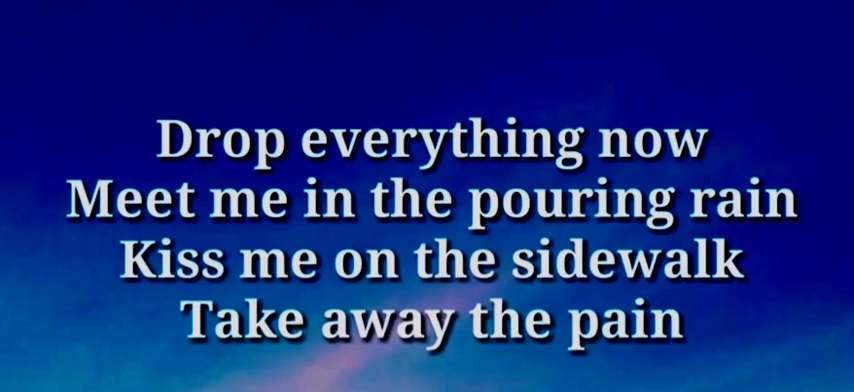 Drop everything now
Meet me in the pouring rain
Kiss me on the sidewalk
Take away the pain